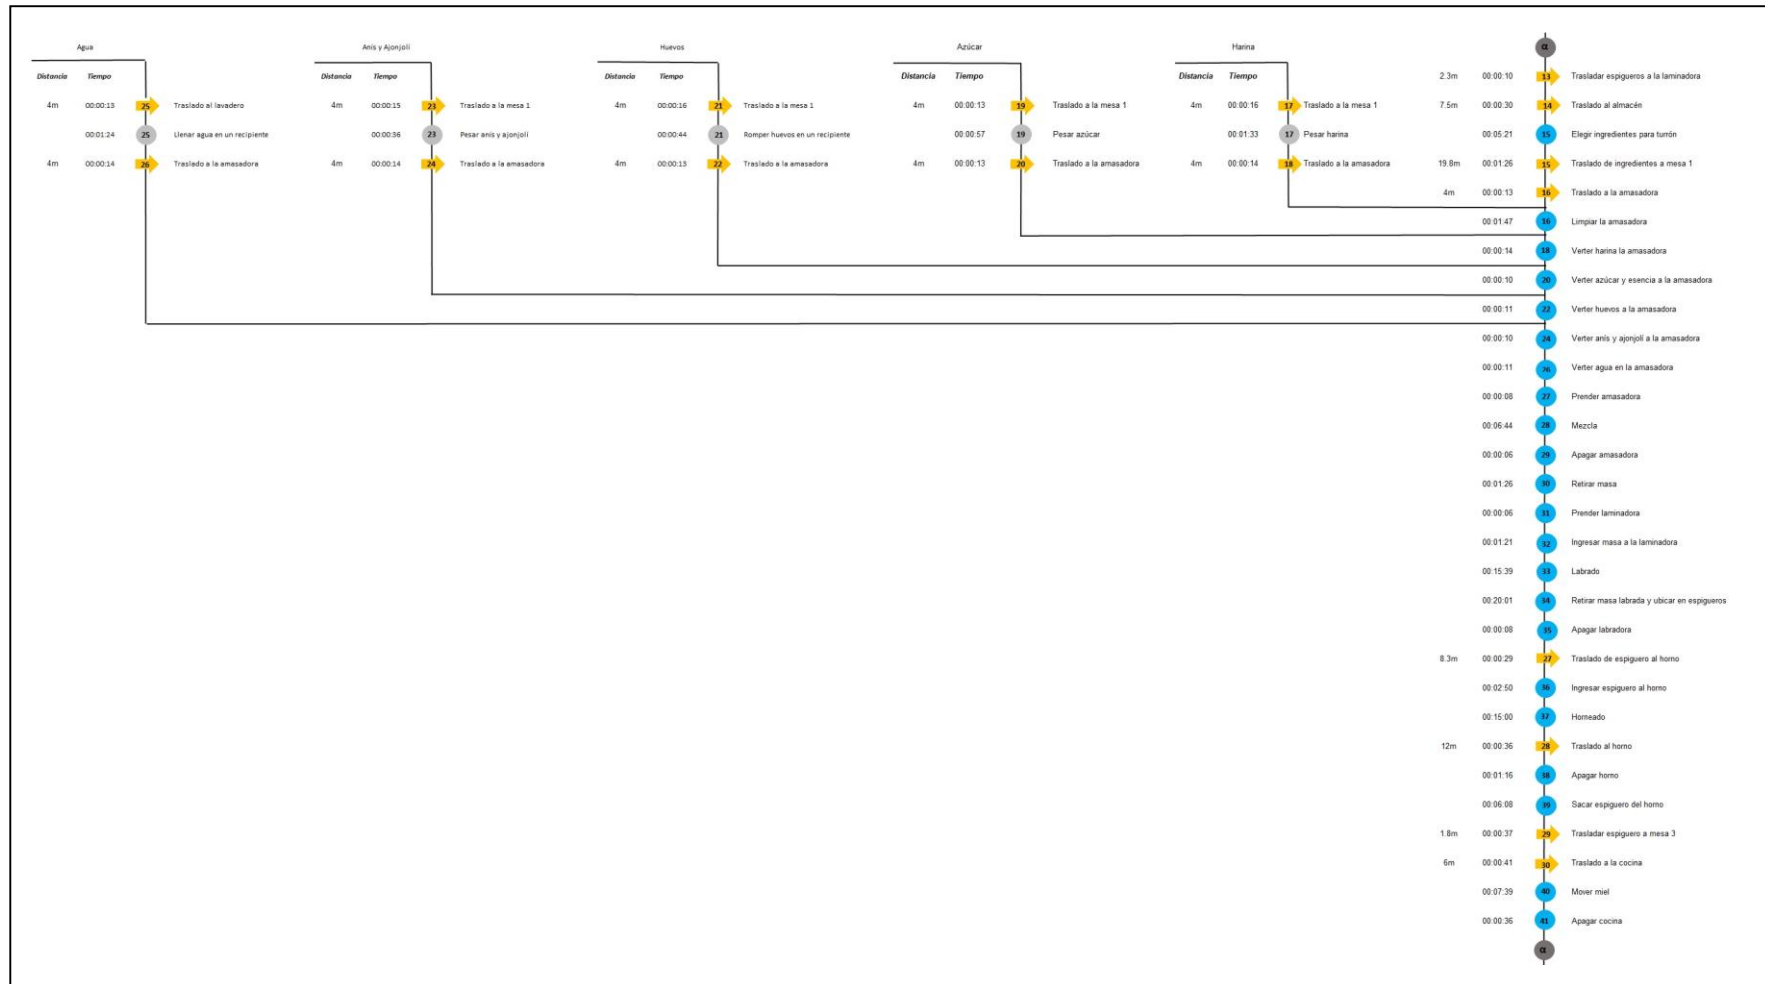 Agua
Distancia Tiempo
4m 00:00:15 25 Traslado al lavadero
00:01:24 25 Llenar agua en un recipiente
4m 00:00:14 26 Traslado a la amasadora
Anís y Ajonjolí
Distancia Tiempo
4m 00:00:15 23 Traslado a la mesa 1
00:00:36 23 Pesar anís y ajonjolí
4m 00:00:14 24 Traslado a la amasadora
Huevos
Distancia Tiempo
4m 00:00:16 21 Traslado a la mesa 1
00:00:44 21 Romper huevos en un recipiente
4m 00:00:13 22 Traslado a la amasadora
Azúcar
Distancia Tiempo
4m 00:00:13 19 Traslado a la mesa 1
00:00:57 19 Pesar azúcar
4m 00:00:13 20 Traslado a la amasadora
Harina
Distancia Tiempo
4m 00:00:16 17 Traslado a la mesa 1
00:01:33 17 Pesar harina
4m 00:00:14 18 Traslado a la amasadora
α
2.3m 00:00:10 13 Trasladar espigueros a la laminadora
7.5m 00:00:30 14 Traslado al almacén
00:05:21 15 Elegir ingredientes para turrón
19.8m 00:01:26 15 Traslado de ingredientes a mesa 1
4m 00:00:13 16 Traslado a la amasadora
00:01:47 16 Limpiar la amasadora
00:00:14 18 Verter harina la amasadora
00:00:10 20 Verter azúcar y esencia a la amasadora
00:00:11 22 Verter huevos a la amasadora
00:00:10 24 Verter anís y ajonjolí a la amasadora
00:00:11 26 Verter agua en la amasadora
00:00:08 27 Prender amasadora
00:06:44 28 Mezcla
00:00:06 29 Apagar amasadora
00:01:26 30 Retirar masa
00:00:06 31 Prender laminadora
00:01:21 32 Ingresar masa a la laminadora
00:15:39 33 Labrado
00:20:01 34 Retirar masa labrada y ubicar en espigueros
00:00:08 35 Apagar labradora
8.3m 00:00:29 27 Traslado de espiguero al horno
00:02:50 36 Ingresar espiguero al horno
00:15:00 37 Horneado
12m 00:00:36 28 Traslado al horno
00:01:16 38 Apagar horno
00:06:08 39 Sacar espiguero del horno
1.8m 00:00:37 29 Trasladar espiguero a mesa 3
6m 00:00:41 30 Traslado a la cocina
00:07:39 40 Mover miel
00:00:36 41 Apagar cocina
α